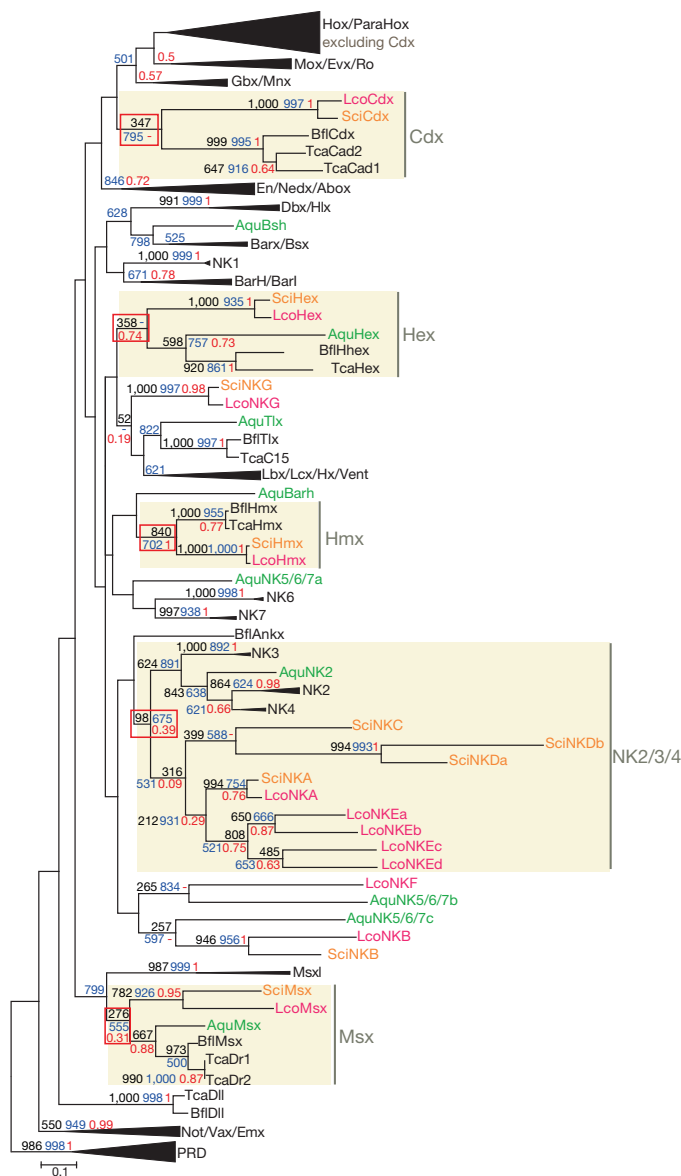 Hox/ParaHox
excluding Cdx
501
0.5
Mox/Evx/Ro
0.57
Gbx/Mnx
1,000 997 1
LcoCdx
SciCdx
347
795 -
999 995 1
BflCdx
TcaCad2
647 916 0.64
TcaCad1
Cdx
846 0.72
En/Nedx/Abox
991 999 1
Dbx/Hlx
628
AquBsh
798
525
Barx/Bsx
1,000 999 1
NK1
671 0.78
BarH/BarI
1,000 935 1
SciHex
LcoHex
358 -
0.74
AquHex
598 757 0.73
BflHhex
920 861 1
TcaHex
Hex
SciNKG
1,000 997 0.98
LcoNKG
52
-
0.19
AquTlx
822
BflTlx
1,000 997 1
TcaC15
621
Lbx/Lcx/Hx/Vent
AquBarh
1,000 955
0.77
BflHmx
TcaHmx
840
702 1
SciHmx
1,000 1,000 1
LcoHmx
Hmx
AquNK5/6/7a
1,000 998 1
NK6
997 938 1
NK7
BflAnkx
1,000 892 1
NK3
624 891
AquNK2
864 624 0.98
843 638
NK2
621 0.66
NK4
98 675
0.39
SciNKC
399 588 -
SciNKDb
994 993 1
SciNKDa
316
531 0.09
SciNKA
994 754
0.76
LcoNKA
212 931 0.29
LcoNKEa
650 666
0.87
LcoNKEb
808
521 0.75
LcoNKEc
485
653 0.63
LcoNKEd
NK2/3/4
265 834 -
LcoNKF
AquNK5/6/7b
AquNK5/6/7c
257
597 -
LcoNKB
946 956 1
SciNKB
987 999 1
Msxl
799
782 926 0.95
SciMsx
LcoMsx
276
555
0.31
AquMsx
667
0.88
BflMsx
973
500
TcaDr1
990 1,000 0.87
TcaDr2
Msx
TcaDll
1,000 998 1
BflDll
550 949 0.99
Not/Vax/Emx
986 998 1
PRD
0.1